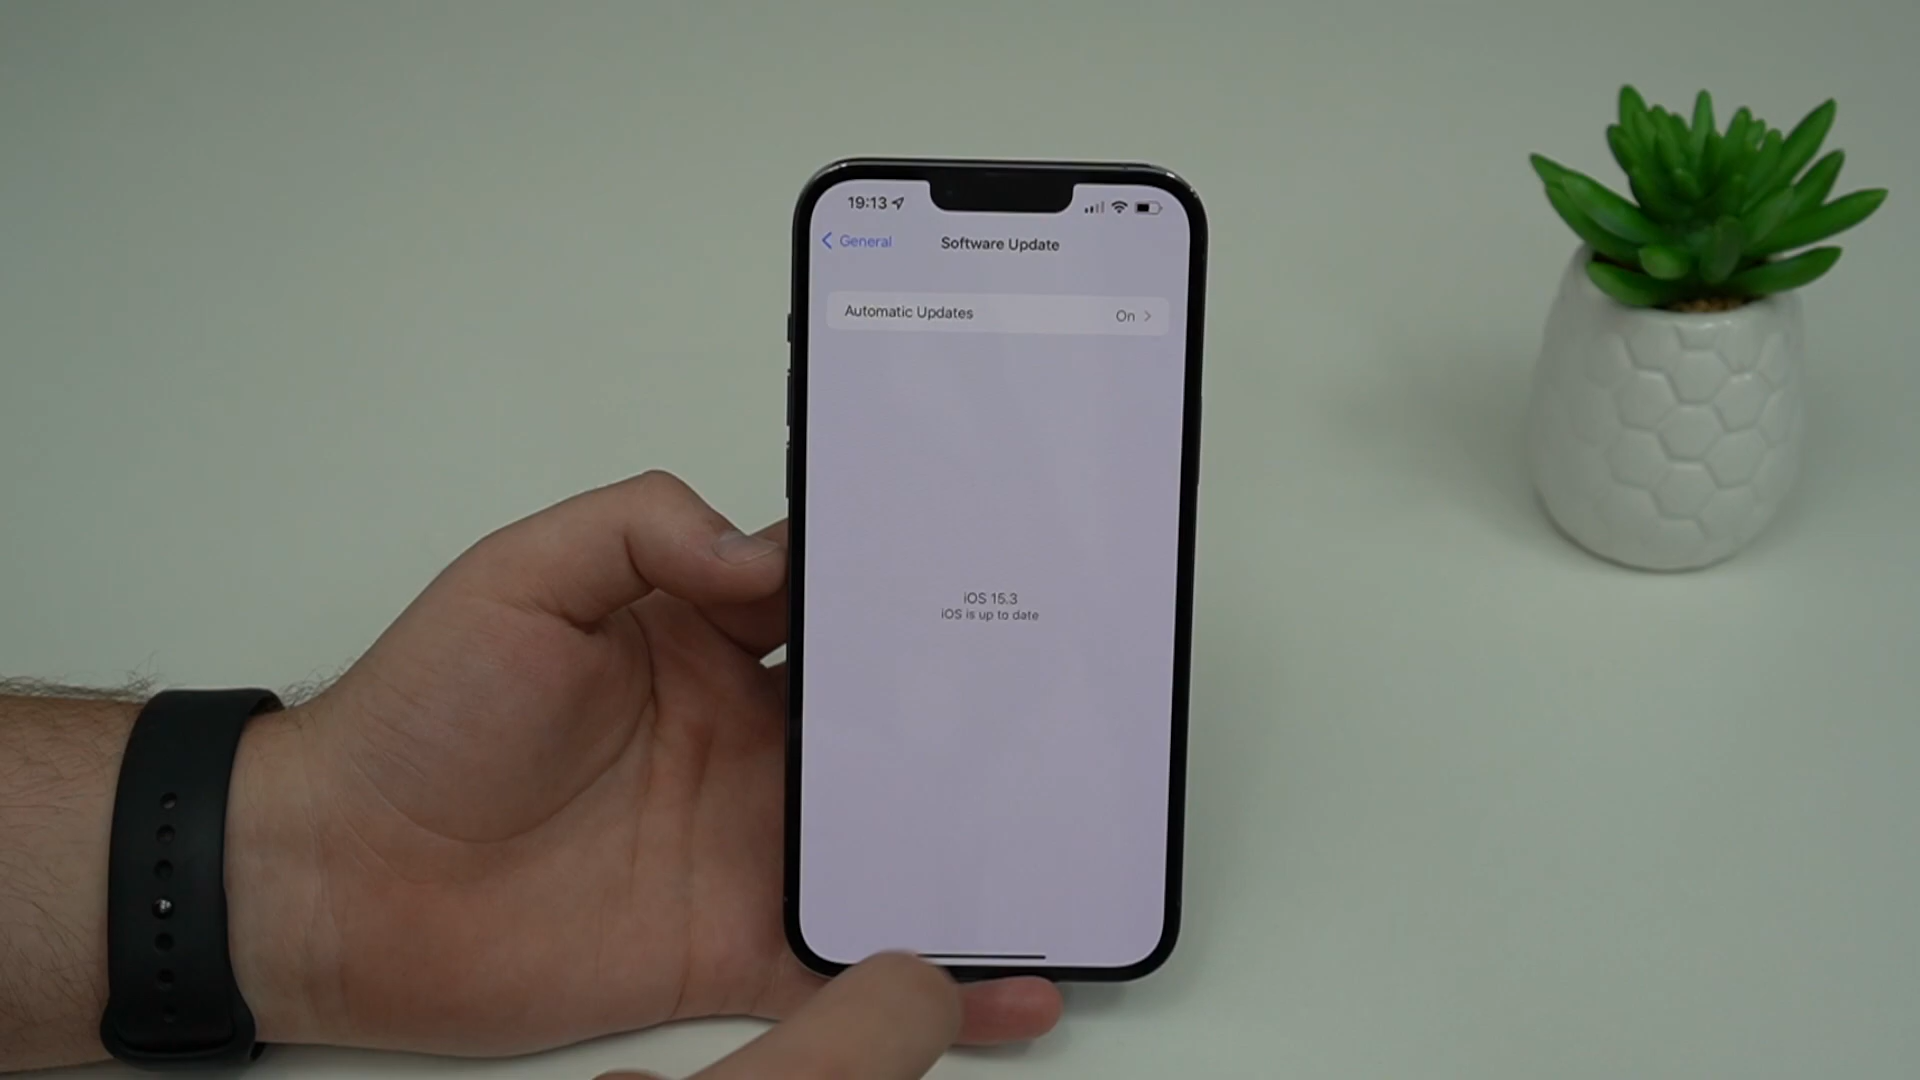 19:13
General
Software Update
Automatic Updates On
iOS 15.3
iOS is up to date